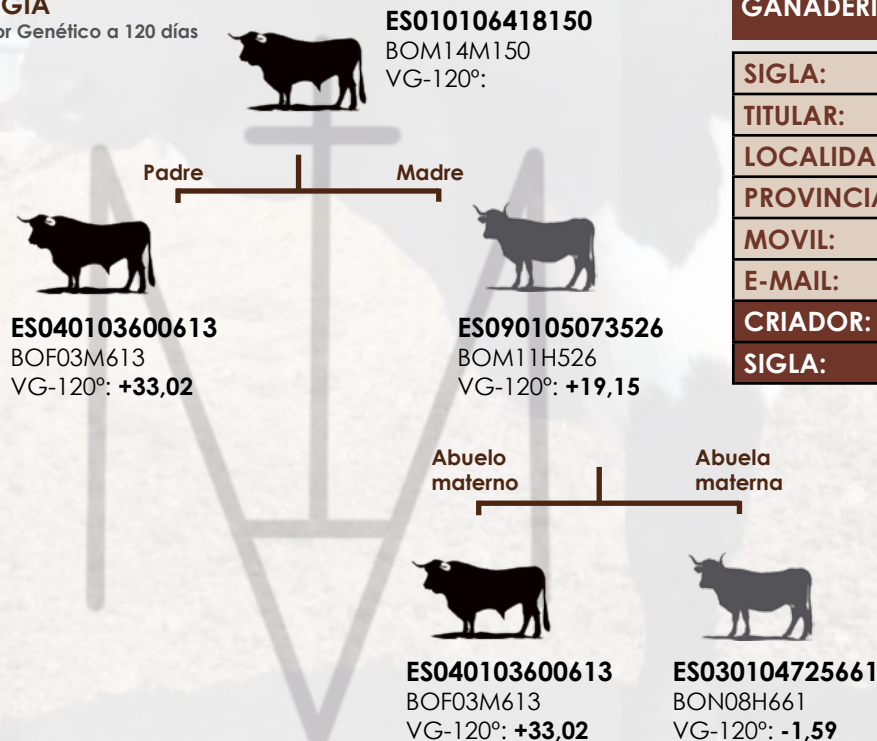 GÍA
or Genético a 120 días
ES010106418150
BOM14M150
VG-120º:
Padre
Madre
ES040103600613
BOF03M613
VG-120º: +33,02
ES090105073526
BOM11H526
VG-120º: +19,15
Abuelo
materno
Abuela
materna
ES040103600613
BOF03M613
VG-120º: +33,02
ES030104725661
BON08H661
VG-120º: -1,59
GANADERI
SIGLA:
TITULAR:
LOCALIDA
PROVINCIA
MOVIL:
E-MAIL:
CRIADOR:
SIGLA: